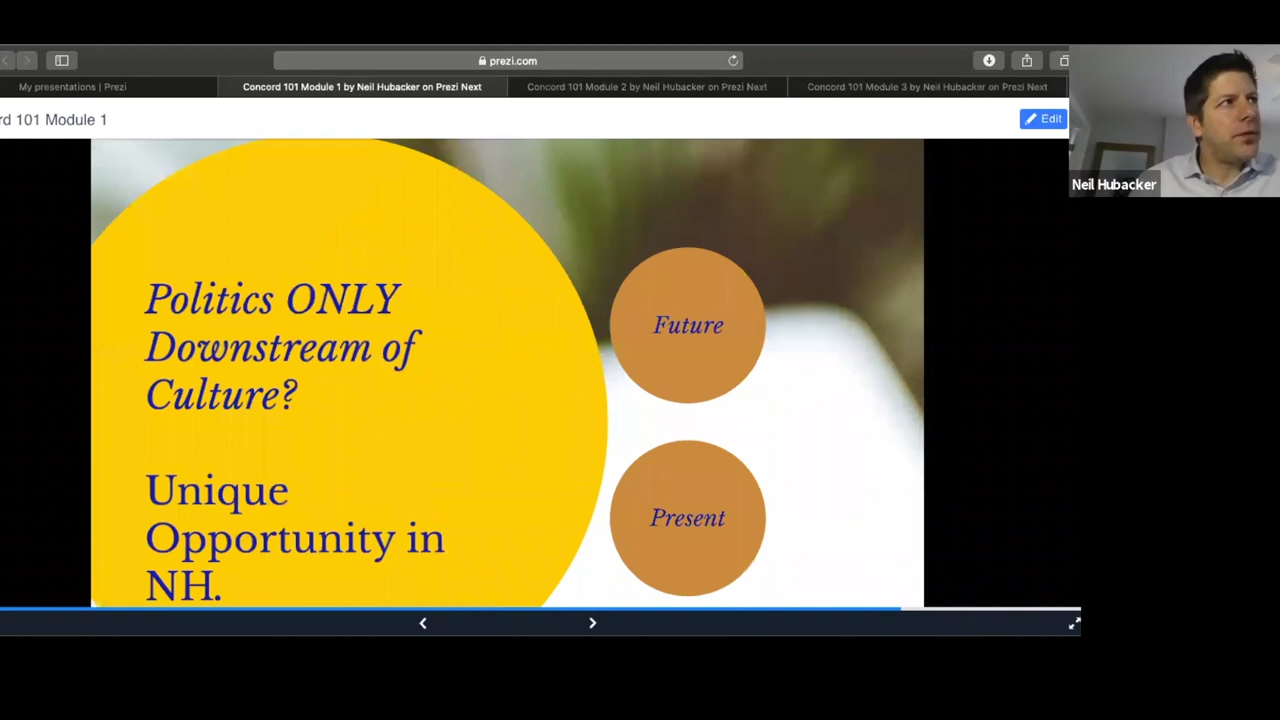 prezi.com
My presentations | Prezi
Concord 101 Module 1 by Neil Hubacker on Prezi Next
Concord 101 Module 2 by Neil Hubacker on Prezi Next
Concord 101 Module 3 by Neil Hubacker on Prezi Next
rd 101 Module 1
Edit
Neil Hubacker
Politics ONLY
Downstream of
Culture?
Unique
Opportunity in
NH.
Future
Present